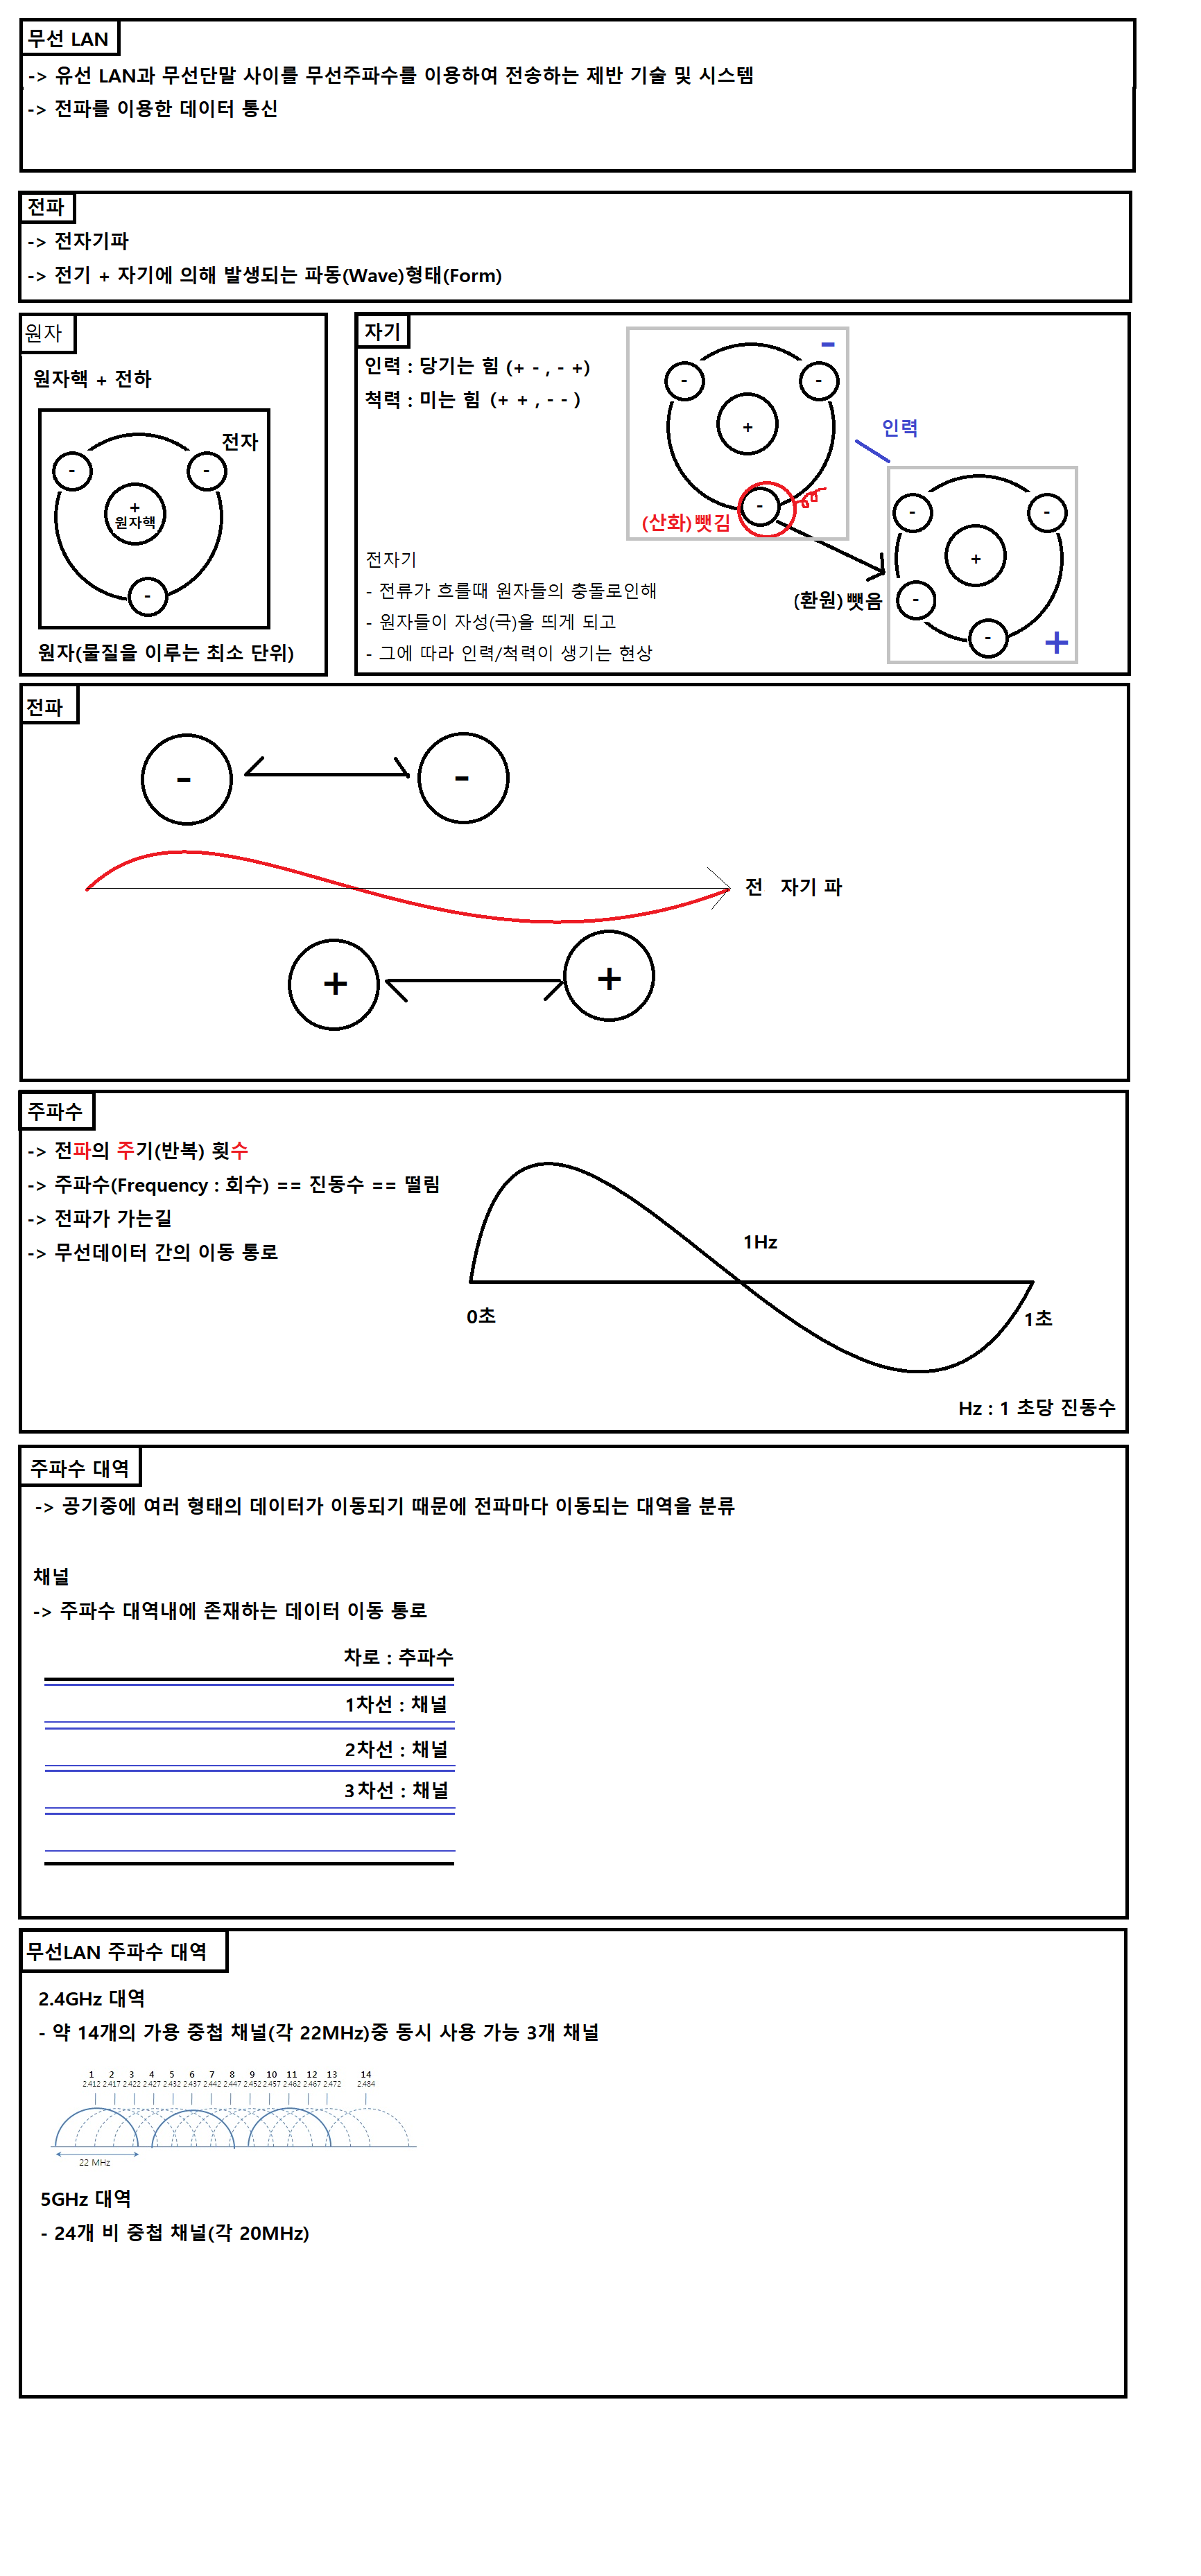 무선 LAN
-> 유선 LAN과 무선단말 사이를 무선주파수를 이용하여 전송하는 제반 기술 및 시스템
-> 전파를 이용한 데이터 통신
전파
-> 전자기파
-> 전기 + 자기에 의해 발생되는 파동(Wave)형태(Form)
원자
원자핵 + 전하
전자
-
-
+
원자핵
-
원자(물질을 이루는 최소 단위)
자기
인력 : 당기는 힘 (+ - , - +)
척력 : 미는 힘 (+ + , - - )
-
-
-
+
-
(산화) 뺏김
인력
-
-
+
(환원) 뺏음
-
-
+
전자기
- 전류가 흐를때 원자들의 충돌로인해
- 원자들이 자성(극)을 띄게 되고
- 그에 따라 인력/척력이 생기는 현상
전파
-
-
전 자기 파
+
+
주파수
-> 전파의 주기(반복) 횟수
-> 주파수(Frequency : 회수) == 진동수 == 떨림
-> 전파가 가는길
-> 무선데이터 간의 이동 통로
1Hz
0초
1초
Hz : 1 초당 진동수
주파수 대역
-> 공기중에 여러 형태의 데이터가 이동되기 때문에 전파마다 이동되는 대역을 분류
채널
-> 주파수 대역내에 존재하는 데이터 이동 통로
차로 : 추파수
1차선 : 채널
2차선 : 채널
3차선 : 채널
무선LAN 주파수 대역
2.4GHz 대역
- 약 14개의 가용 중첩 채널(각 22MHz)중 동시 사용 가능 3개 채널
1 2 3 4 5 6 7 8 9 10 11 12 13 14
2.412 2.417 2.422 2.427 2.432 2.437 2.442 2.447 2.452 2.457 2.462 2.467 2.472 2.484
22 MHz
5GHz 대역
- 24개 비 중첩 채널(각 20MHz)